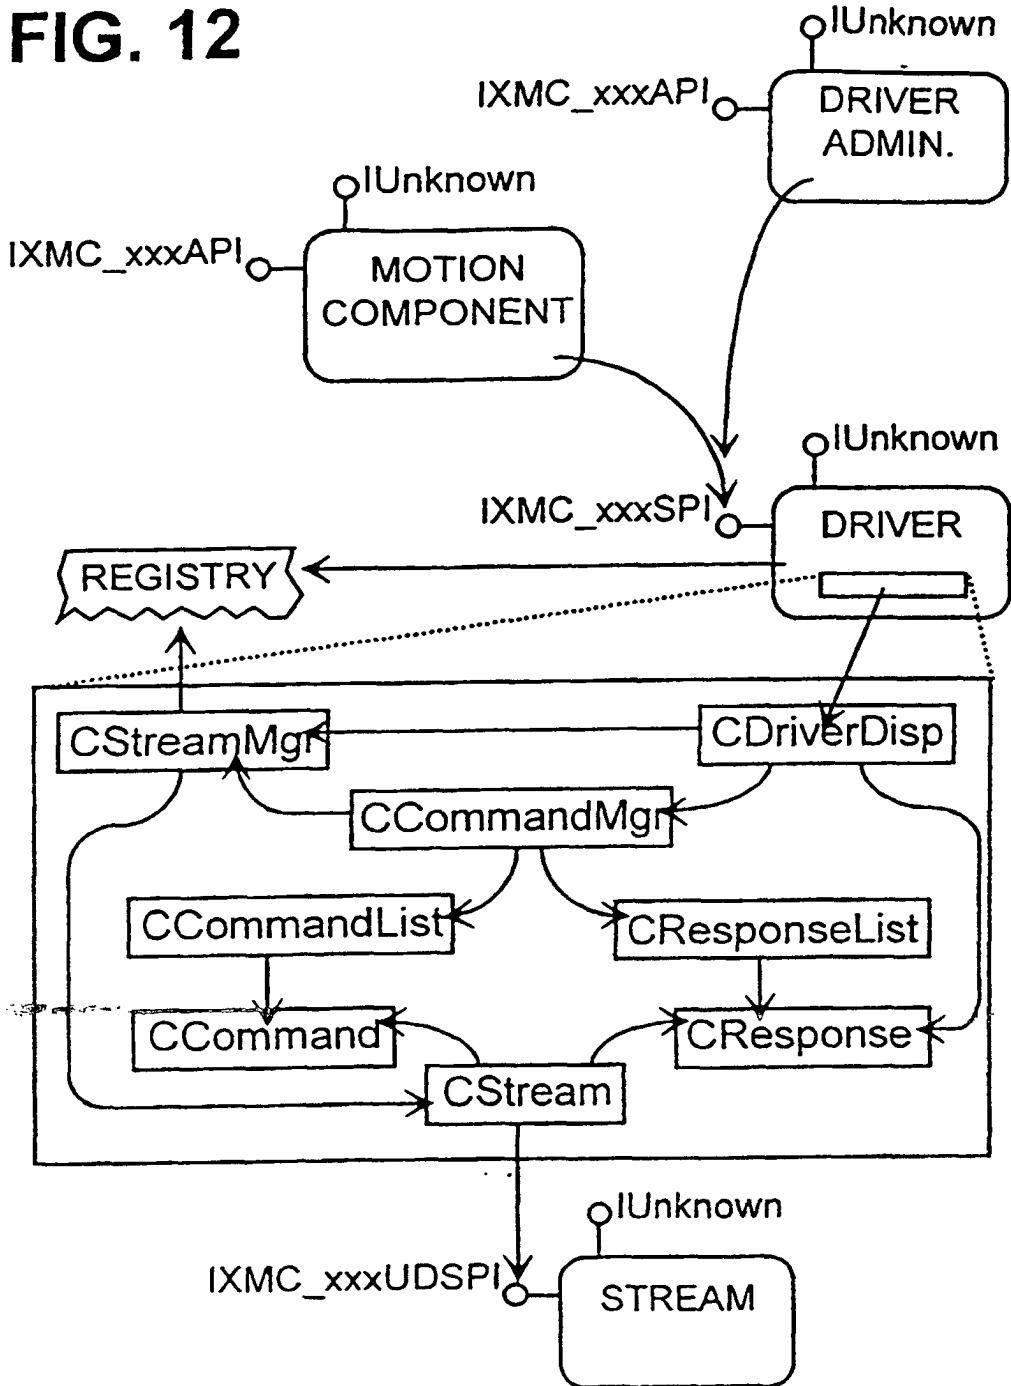 FIG. 12
IUnknown
IXMC_xxxAPI
DRIVER
ADMIN.
IUnknown
IXMC_xxxAPI
MOTION
COMPONENT
IUnknown
IXMC_xxxSPI
DRIVER
REGISTRY
CStreamMgr
CDriverDisp
CCommandMgr
CCommandList
CResponseList
CCommand
CResponse
CStream
IUnknown
IXMC_xxxUDSPI
STREAM